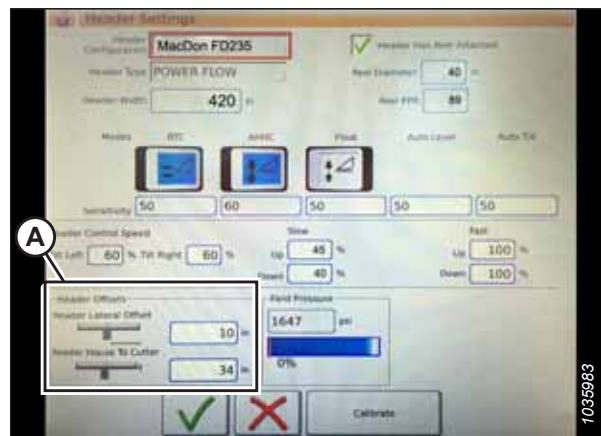 Header Settings
Header Configuration MacDon FD235
Header Has Reel Attached
Header Type POWER FLOW
Reel Diameter 40 in
Header Width 420 in
Reel PPR 89
Modes RTC AHHC Float Auto Level Auto Tilt
Sensitivity 50 60 50 50 50
A
Header Control Speed Slow Fast
Tilt Left 60 % Tilt Right 60 % Up 45 % Up 100 %
Down 40 % Down 100 %
Header Offsets Field Pressure
Header Lateral Offset
10 in 1647 psi
Feeder House To Cutter
34 in 0%
Calibrate
1035983